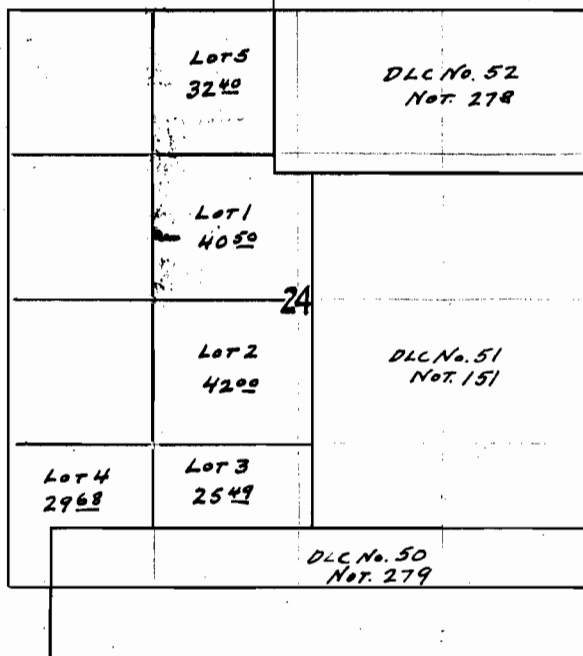 Lot 5
32 40
DLC No. 52
Not. 278
Lot 1
40 50
24
Lot 2
42 00
DLC No. 51
Not. 151
Lot 4
29 68
Lot 3
25 49
DLC No. 50
Not. 279